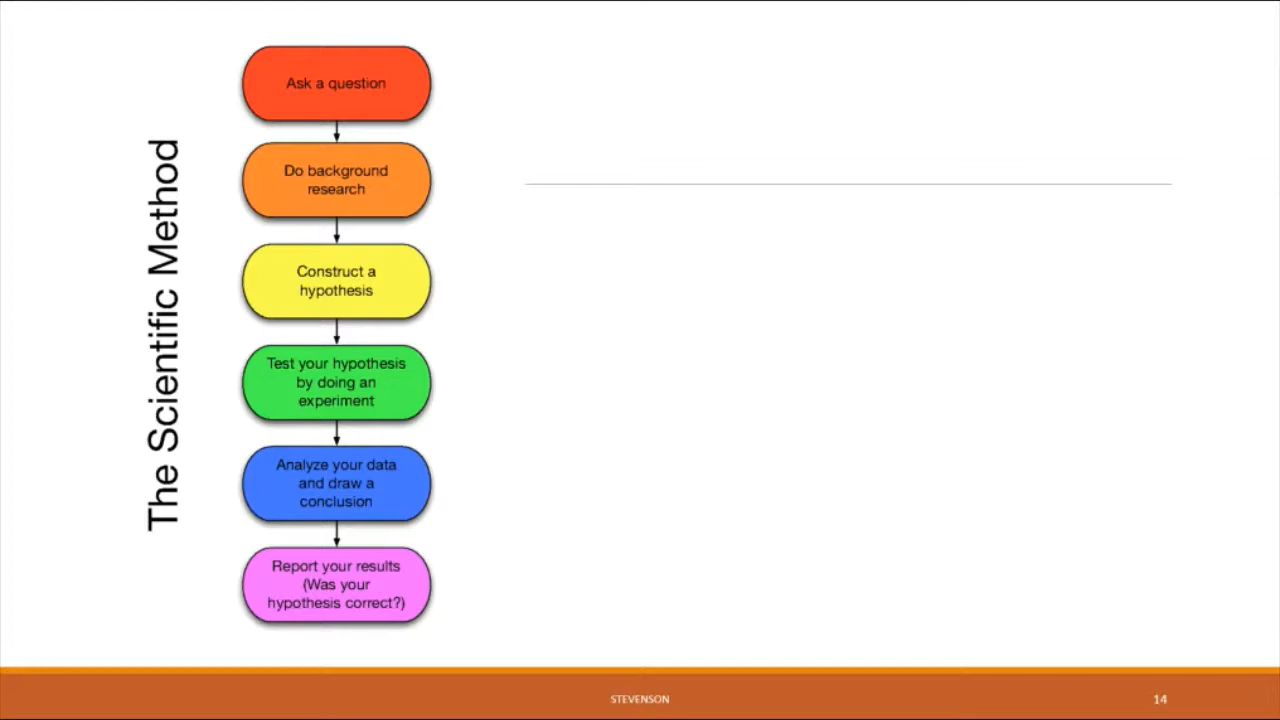 The Scientific Method
Ask a question
Do background
research
Construct a
hypothesis
Test your hypothesis
by doing an
experiment
Analyze your data
and draw a
conclusion
Report your results
(Was your
hypothesis correct?)
STEVENSON
14